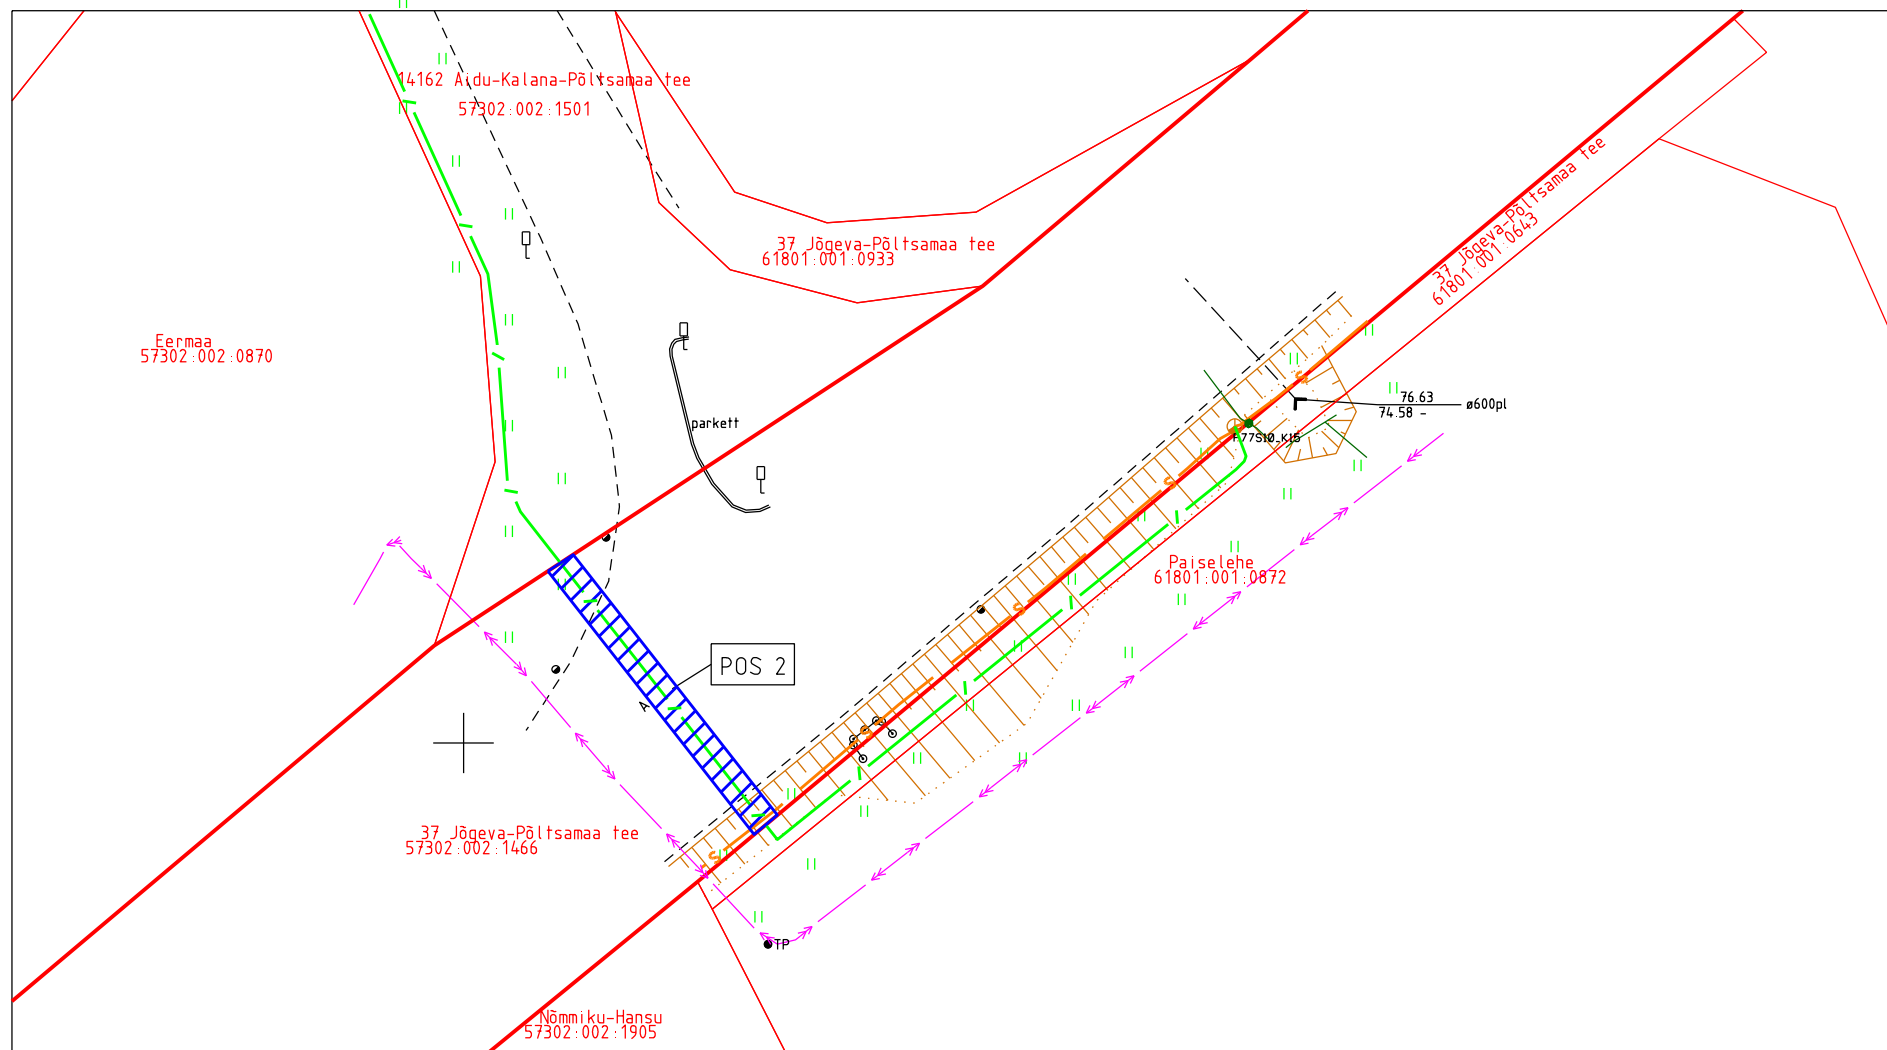 14162 Aidu-Kalana-Põltsamaa tee
57302:002:1501
37 Jõgeva-Põltsamaa tee
61801:001:0933
37 Jõgeva-Põltsamaa tee
61801:001:0643
Eermaa
57302:002:0870
parkett
76.63
74.58 -
ø600pl
P77S10_K15
S
S
S
S
S
Paiselehe
61801:001:0872
POS 2
A
37 Jõgeva-Põltsamaa tee
57302:002:1466
TP
Nõmmiku-Hansu
57302:002:1905